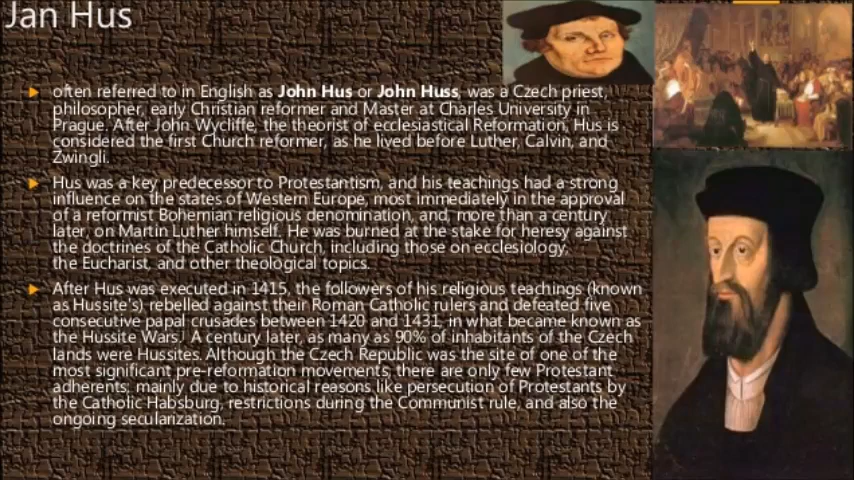 Jan Hus
often referred to in English as John Hus or John Huss, was a Czech priest,
philosopher, early Christian reformer and Master at Charles University in
Prague. After John Wycliffe, the theorist of ecclesiastical Reformation, Hus is
considered the first Church reformer, as he lived before Luther, Calvin, and
Zwingli.
Hus was a key predecessor to Protestantism, and his teachings had a strong
influence on the states of Western Europe, most immediately in the approval
of a reformist Bohemian religious denomination, and, more than a century
later, on Martin Luther himself. He was burned at the stake for heresy against
the doctrines of the Catholic Church, including those on ecclesiology,
the Eucharist, and other theological topics.
After Hus was executed in 1415, the followers of his religious teachings (known
as Hussite's) rebelled against their Roman Catholic rulers and defeated five
consecutive papal crusades between 1420 and 1431, in what became known as
the Hussite Wars. A century later, as many as 90% of inhabitants of the Czech
lands were Hussites. Although the Czech Republic was the site of one of the
most significant pre-reformation movements, there are only few Protestant
adherents; mainly due to historical reasons like persecution of Protestants by
the Catholic Habsburg, restrictions during the Communist rule, and also the
ongoing secularization.